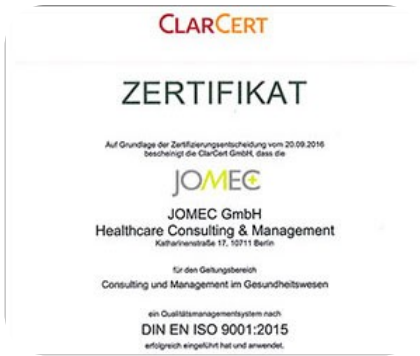 CLARCERT
ZERTIFIKAT
Auf Grundlage der Zertifizierungsentscheidung vom 20.09.2016
bescheinigt die ClarCert GmbH, dass die
JOMEC
JOMEC GmbH
Healthcare Consulting & Management
Katharinenstraße 17, 10711 Berlin
für den Geltungsbereich
Consulting und Management im Gesundheitswesen
ein Qualitätsmanagementsystem nach
DIN EN ISO 9001:2015
erfolgreich eingeführt hat und anwendet.